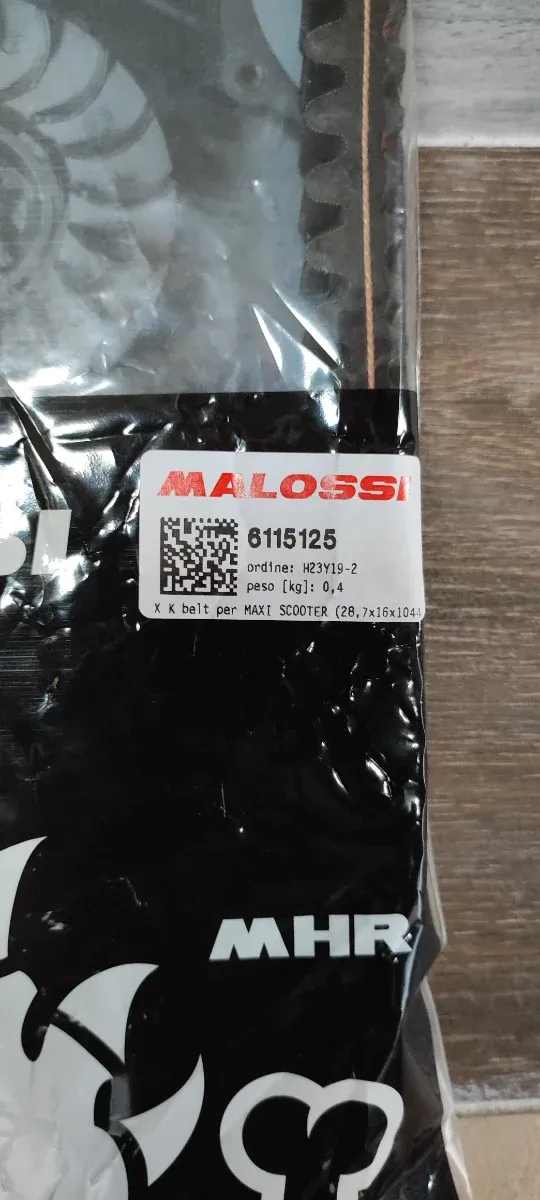 MALOSSI
6115125
ordine: H23Y19-2
peso [kg]: 0,4
X K belt per MAXI SCOOTER (28,7x16x1044
MHR